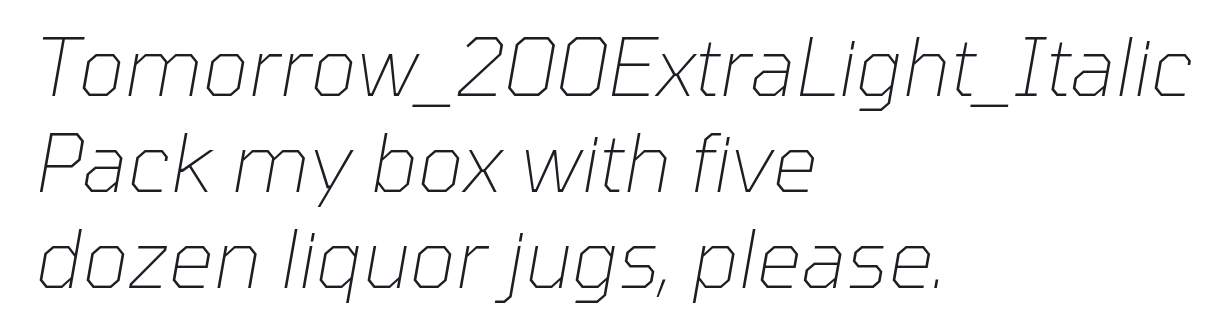 Tomorrow_200ExtraLight_Italic
Pack my box with five
dozen liquor jugs, please.